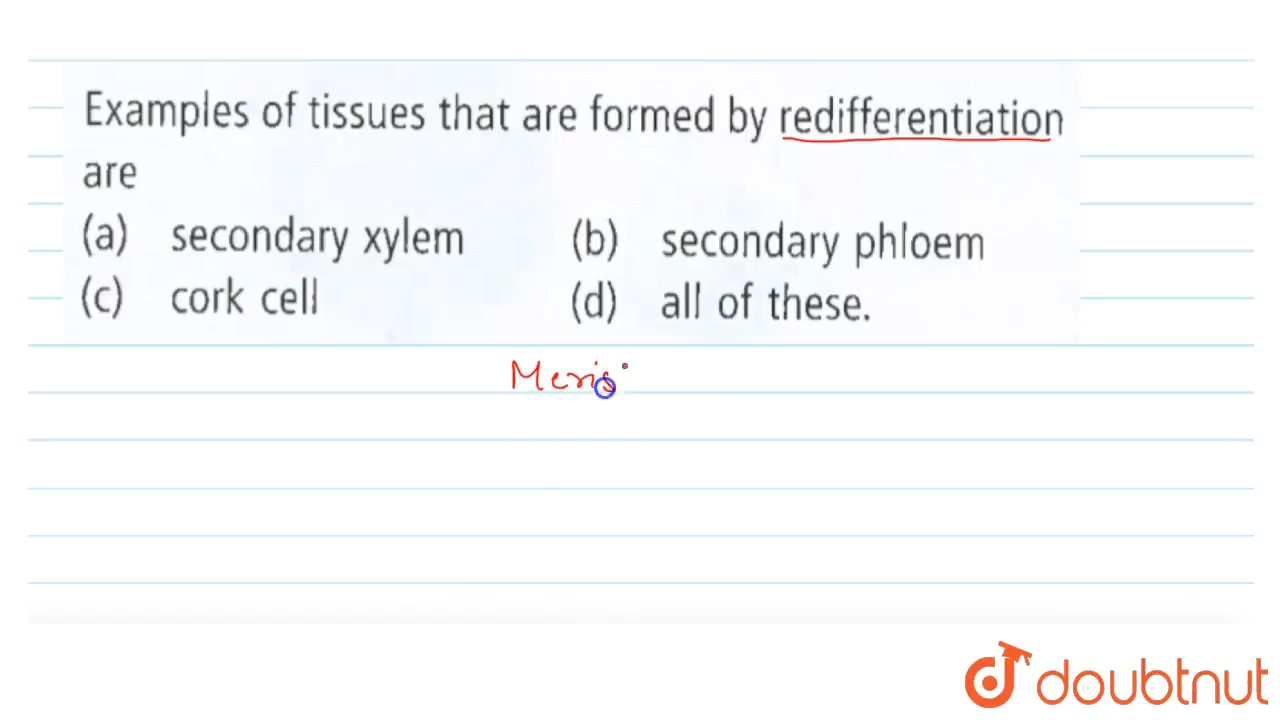 Examples of tissues that are formed by redifferentiation
are
(a) secondary xylem (b) secondary phloem
(c) cork cell (d) all of these.
Meris
doubtnut